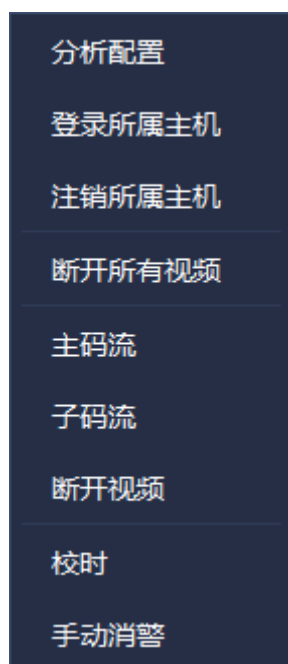 分析配置
登录所属主机
注销所属主机
断开所有视频
主码流
子码流
断开视频
校时
手动消警